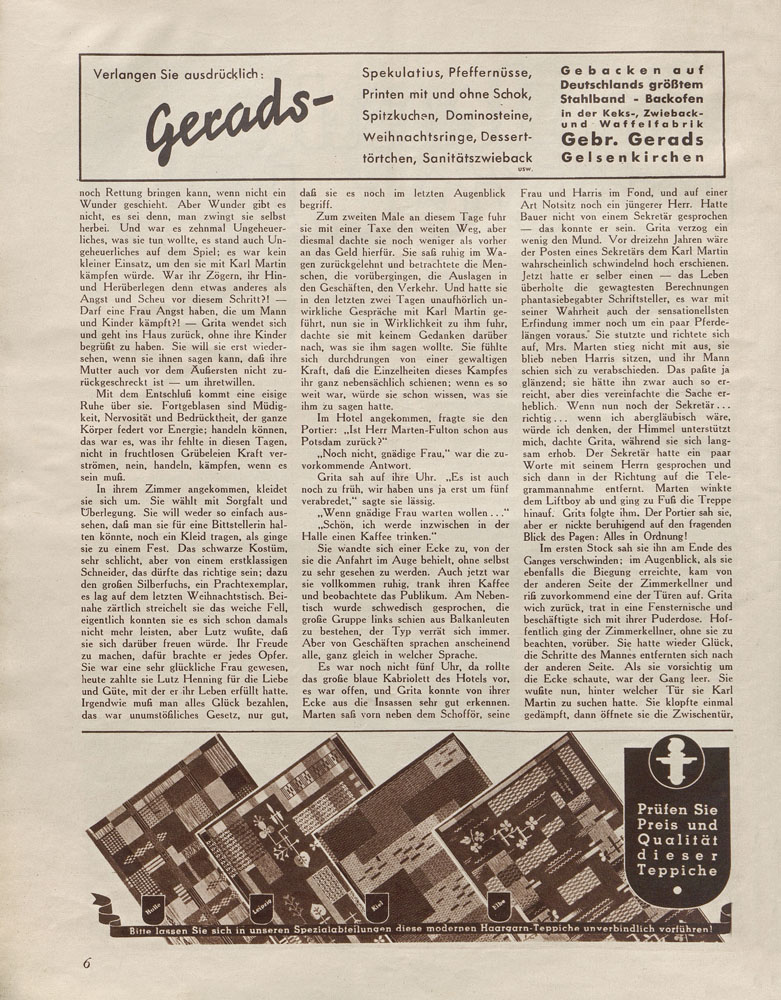 Verlangen Sie ausdrücklich:
Gerads-
Spekulatius, Pfeffernüsse,
Printen mit und ohne Schok,
Spitzkuchen, Dominosteine,
Weihnachtsringe, Dessert-
törtchen, Sanitätszwieback
usw.
Gebacken auf
Deutschlands größtem
Stahlband - Backofen
in der Keks-, Zwieback-
und Waffelfabrik
Gebr. Gerads
Gelsenkirchen
noch Rettung bringen kann, wenn nicht ein
Wunder geschieht. Aber Wunder gibt es
nicht, es sei denn, man zwingt sie selbst
herbei. Und war es zehnmal Ungeheuer-
liches, was sie tun wollte, es stand auch Un-
geheuerliches auf dem Spiel; es war kein
kleiner Einsatz, um den sie mit Karl Martin
kämpfen würde. War ihr Zögern, ihr Hin-
und Herüberlegen denn etwas anderes als
Angst und Scheu vor diesem Schritt?! —
Darf eine Frau Angst haben, die um Mann
und Kinder kämpft?! — Grita wendet sich
und geht ins Haus zurück, ohne ihre Kinder
begrüßt zu haben. Sie will sie erst wieder-
sehen, wenn sie ihnen sagen kann, daß ihre
Mutter auch vor dem Äußersten nicht zu-
rückgeschreckt ist — um ihretwillen.
Mit dem Entschluß kommt eine eisige
Ruhe über sie. Fortgeblasen sind Müdig-
keit, Nervosität und Bedrücktheit, der ganze
Körper federt vor Energie; handeln können,
das war es, was ihr fehlte in diesen Tagen,
nicht in fruchtlosen Grübeleien Kraft ver-
strömen, nein, handeln, kämpfen, wenn es
sein muß.
In ihrem Zimmer angekommen, kleidet
sie sich um. Sie wählt mit Sorgfalt und
Überlegung. Sie will weder so einfach aus-
sehen, daß man sie für eine Bittstellerin hal-
ten könnte, noch ein Kleid tragen, als ginge
sie zu einem Fest. Das schwarze Kostüm,
sehr schlicht, aber von einem erstklassigen
Schneider, das dürfte das richtige sein; dazu
den großen Silberfuchs, ein Prachtexemplar,
es lag auf dem letzten Weihnachtstisch. Bei-
nahe zärtlich streichelt sie das weiche Fell,
eigentlich konnten sie es sich schon damals
nicht mehr leisten, aber Lutz wußte, daß
sie sich darüber freuen würde. Ihr Freude
zu machen, dafür brachte er jedes Opfer.
Sie war eine sehr glückliche Frau gewesen,
heute zahlte sie Lutz Henning für die Liebe
und Güte, mit der er ihr Leben erfüllt hatte.
Irgendwie muß man alles Glück bezahlen,
das war unumstößliches Gesetz, nur gut,
daß sie es noch im letzten Augenblick
begriff.
Zum zweiten Male an diesem Tage fuhr
sie mit einer Taxe den weiten Weg, aber
diesmal dachte sie noch weniger als vorher
an das Geld hierfür. Sie saß ruhig im Wa-
gen zurückgelehnt und betrachtete die Men-
schen, die vorübergingen, die Auslagen in
den Geschäften, den Verkehr. Und hatte sie
in den letzten zwei Tagen unaufhörlich un-
wirkliche Gespräche mit Karl Martin ge-
führt, nun sie in Wirklichkeit zu ihm fuhr,
dachte sie mit keinem Gedanken darüber
nach, was sie ihm sagen wollte. Sie fühlte
sich durchdrungen von einer gewaltigen
Kraft, daß die Einzelheiten dieses Kampfes
ihr ganz nebensächlich schienen; wenn es so
weit war, würde sie schon wissen, was sie
ihm zu sagen hatte.
Im Hotel angekommen, fragte sie den
Portier: „Ist Herr Marten-Fulton schon aus
Potsdam zurück?“
„Noch nicht, gnädige Frau,“ war die zu-
vorkommende Antwort.
Grita sah auf ihre Uhr. „Es ist auch
noch zu früh, wir haben uns ja erst um fünf
verabredet,“ sagte sie lässig.
„Wenn gnädige Frau warten wollen . . .“
„Schön, ich werde inzwischen in der
Halle einen Kaffee trinken.“
Sie wandte sich einer Ecke zu, von der
sie die Anfahrt im Auge behielt, ohne selbst
zu sehr gesehen zu werden. Auch jetzt war
sie vollkommen ruhig, trank ihren Kaffee
und beobachtete das Publikum. Am Neben-
tisch wurde schwedisch gesprochen, die
große Gruppe links schien aus Balkanleuten
zu bestehen, der Typ verrät sich immer.
Aber von Geschäften sprachen anscheinend
alle, ganz gleich in welcher Sprache.
Es war noch nicht fünf Uhr, da rollte
das große blaue Kabriolett des Hotels vor,
es war offen, und Grita konnte von ihrer
Ecke aus die Insassen sehr gut erkennen.
Marten saß vorn neben dem Schofför, seine
Frau und Harris im Fond, und auf einer
Art Notsitz noch ein jüngerer Herr. Hatte
Bauer nicht von einem Sekretär gesprochen
— das konnte er sein. Grita verzog ein
wenig den Mund. Vor dreizehn Jahren wäre
der Posten eines Sekretärs dem Karl Martin
wahrscheinlich schwindelnd hoch erschienen.
Jetzt hatte er selber einen — das Leben
überholte die gewagtesten Berechnungen
phantasiebegabter Schriftsteller, es war mit
seiner Wahrheit auch der sensationellsten
Erfindung immer noch um ein paar Pferde-
längen voraus. Sie stutzte und richtete sich
auf, Mrs. Marten stieg nicht mit aus, sie
blieb neben Harris sitzen, und ihr Mann
schien sich zu verabschieden. Das paßte ja
glänzend; sie hätte ihn zwar auch so er-
reicht, aber dies vereinfachte die Sache er-
heblich. Wenn nun noch der Sekretär . . .
richtig . . . wenn ich abergläubisch wäre,
würde ich denken, der Himmel unterstützt
mich, dachte Grita, während sie sich lang-
sam erhob. Der Sekretär hatte ein paar
Worte mit seinem Herrn gesprochen und
sich dann in der Richtung auf die Tele-
grammannahme entfernt. Marten winkte
dem Liftboy ab und ging zu Fuß die Treppe
hinauf. Grita folgte ihm. Der Portier sah sie,
aber er nickte beruhigend auf den fragenden
Blick des Pagen: Alles in Ordnung!
Im ersten Stock sah sie ihn am Ende des
Ganges verschwinden; im Augenblick, als sie
ebenfalls die Biegung erreichte, kam von
der anderen Seite der Zimmerkellner und
riß zuvorkommend eine der Türen auf. Grita
wich zurück, trat in eine Fensternische und
beschäftigte sich mit ihrer Puderdose. Hof-
fentlich ging der Zimmerkellner, ohne sie zu
beachten, vorüber. Sie hatte wieder Glück,
die Schritte des Mannes entfernten sich nach
der anderen Seite. Als sie vorsichtig um
die Ecke schaute, war der Gang leer. Sie
wußte nun, hinter welcher Tür sie Karl
Martin zu suchen hatte. Sie klopfte einmal
gedämpft, dann öffnete sie die Zwischentür,
Prüfen Sie
Preis und
Qualität
dieser
Teppiche
Halle
Leipzig
Kiel
Elbe
Bitte lassen Sie sich in unseren Spezialabteilungen diese modernen Haargarn-Teppiche unverbindlich vorführen!
6